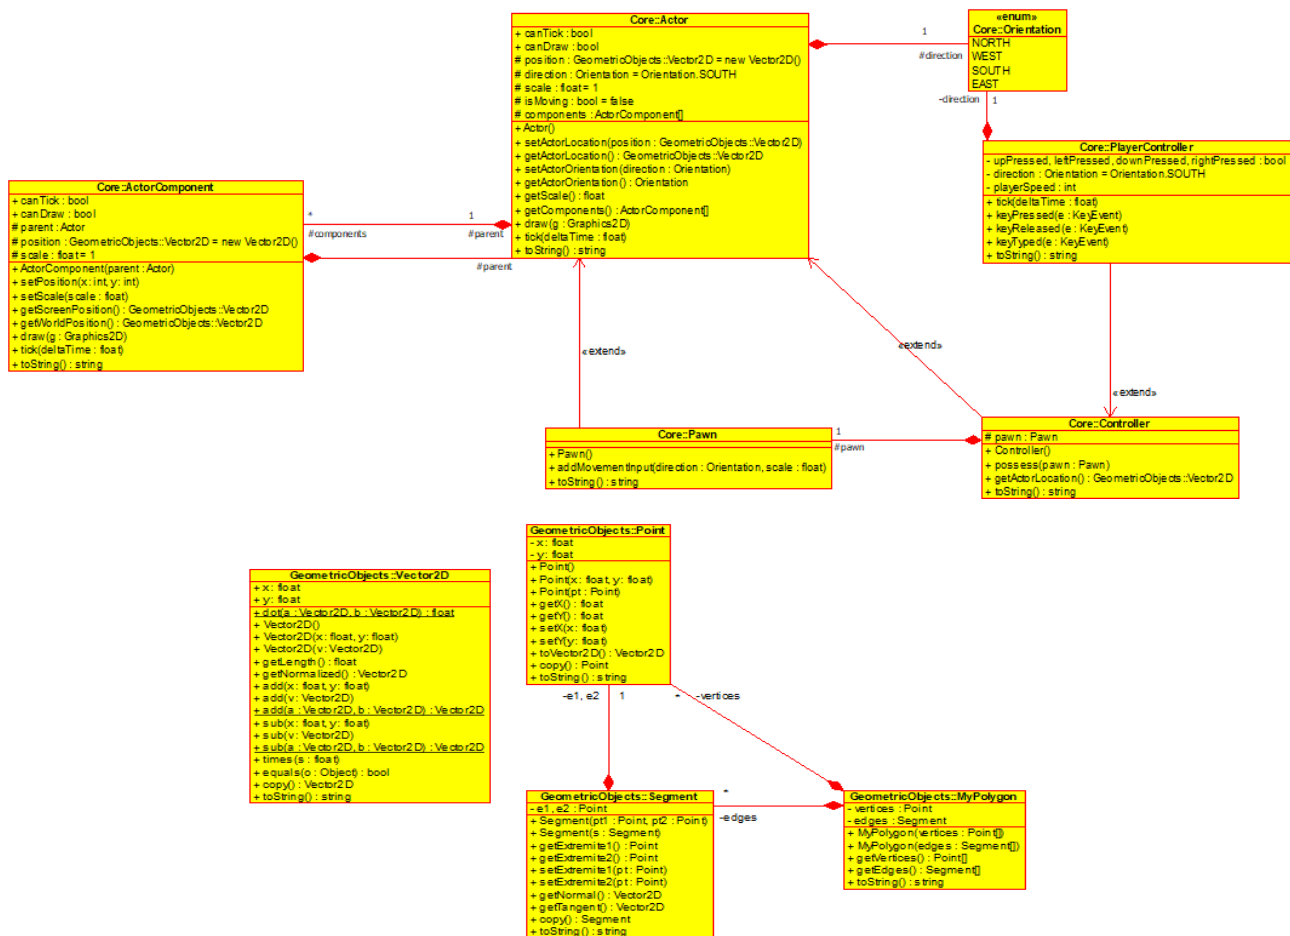 Core::Actor
+ canTick : bool
+ canDraw : bool
# position : GeometricObjects::Vector2D = new Vector2D()
# direction : Orientation = Orientation.SOUTH
# scale : float = 1
# isMoving : bool = false
# components : ActorComponent[]
+ Actor()
+ setActorLocation(position : GeometricObjects::Vector2D)
+ getActorLocation() : GeometricObjects::Vector2D
+ setActorOrientation(direction : Orientation)
+ getActorOrientation() : Orientation
+ getScale() : float
+ getComponents() : ActorComponent[]
+ draw(g : Graphics2D)
+ tick(deltaTime : float)
+ toString() : string
1
#direction
«enum»
Core::Orientation
NORTH
WEST
SOUTH
EAST
-direction
1
Core::PlayerController
- upPressed, leftPressed, downPressed, rightPressed : bool
- direction : Orientation = Orientation.SOUTH
- playerSpeed : int
+ tick(deltaTime : float)
+ keyPressed(e : KeyEvent)
+ keyReleased(e : KeyEvent)
+ keyTyped(e : KeyEvent)
+ toString() : string
Core::ActorComponent
+ canTick : bool
+ canDraw : bool
# parent : Actor
# position : GeometricObjects::Vector2D = new Vector2D()
# scale : float = 1
+ ActorComponent(parent : Actor)
+ setPosition(x : int, y : int)
+ setScale(scale : float)
+ getScreenPosition() : GeometricObjects::Vector2D
+ getWorldPosition() : GeometricObjects::Vector2D
+ draw(g : Graphics2D)
+ tick(deltaTime : float)
+ toString() : string
*
1
#components
#parent
#parent
«extend»
«extend»
«extend»
Core::Pawn
+ Pawn()
+ addMovementInput(direction : Orientation, scale : float)
+ toString() : string
1
#pawn
Core::Controller
# pawn : Pawn
+ Controller()
+ possess(pawn : Pawn)
+ getActorLocation() : GeometricObjects::Vector2D
+ toString() : string
GeometricObjects::Vector2D
+ x : float
+ y : float
+ dot(a : Vector2D, b : Vector2D) : float
+ Vector2D()
+ Vector2D(x : float, y : float)
+ Vector2D(v : Vector2D)
+ getLength() : float
+ getNormalized() : Vector2D
+ add(x : float, y : float)
+ add(v : Vector2D)
+ add(a : Vector2D, b : Vector2D) : Vector2D
+ sub(x : float, y : float)
+ sub(v : Vector2D)
+ sub(a : Vector2D, b : Vector2D) : Vector2D
+ times(s : float)
+ equals(o : Object) : bool
+ copy() : Vector2D
+ toString() : string
GeometricObjects::Point
- x : float
- y : float
+ Point()
+ Point(x : float, y : float)
+ Point(pt : Point)
+ getX() : float
+ getY() : float
+ setX(x : float)
+ setY(y : float)
+ toVector2D() : Vector2D
+ copy() : Point
+ toString() : string
-e1, e2
1
*
-vertices
GeometricObjects::Segment
- e1, e2 : Point
+ Segment(pt1 : Point, pt2 : Point)
+ Segment(s : Segment)
+ getExtremite1() : Point
+ getExtremite2() : Point
+ setExtremite1(pt : Point)
+ setExtremite2(pt : Point)
+ getNormal() : Vector2D
+ getTangent() : Vector2D
+ copy() : Segment
+ toString() : string
*
-edges
GeometricObjects::MyPolygon
- vertices : Point
- edges : Segment
+ MyPolygon(vertices : Point[])
+ MyPolygon(edges : Segment[])
+ getVertices() : Point[]
+ getEdges() : Segment[]
+ toString() : string